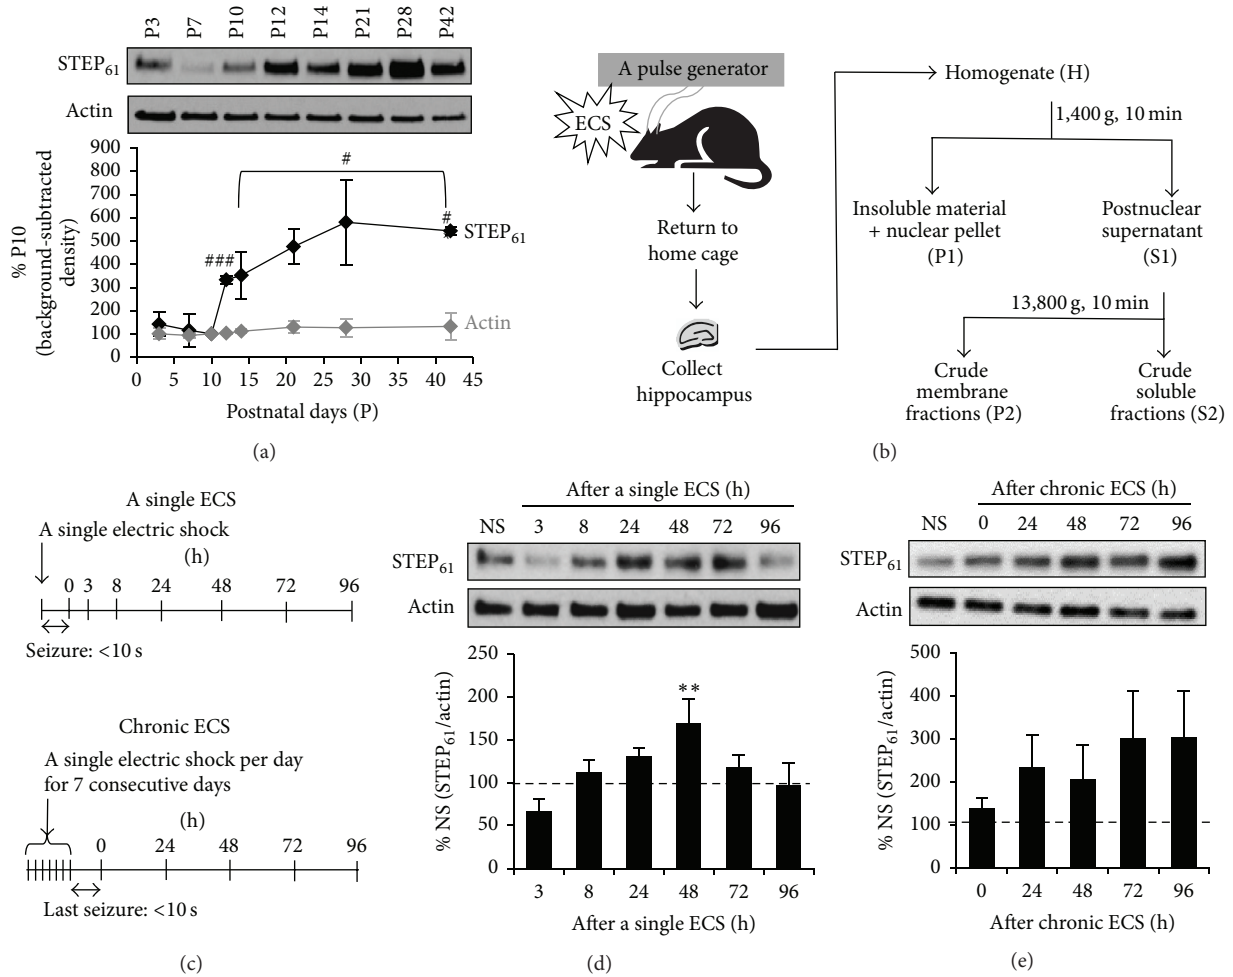 P3 P7 P10 P12 P14 P21 P28 P42
STEP61
Actin
900
800
700
600
500
400
300
200
100
0
% P10
(background-subtracted
density)
#
###
#
STEP61
Actin
0 5 10 15 20 25 30 35 40 45
Postnatal days (P)
(a)
A pulse generator
ECS
Return to
home cage
Collect
hippocampus
Homogenate (H)
1,400 g, 10 min
Insoluble material
+ nuclear pellet
(P1)
Postnuclear
supernatant
(S1)
13,800 g, 10 min
Crude
membrane
fractions (P2)
Crude
soluble
fractions (S2)
(b)
A single ECS
A single electric shock
(h)
0 3 8 24 48 72 96
Seizure: <10 s
Chronic ECS
A single electric shock per day
for 7 consecutive days
(h)
0 24 48 72 96
Last seizure: <10 s
(c)
After a single ECS (h)
NS 3 8 24 48 72 96
STEP61
Actin
250
200
150
100
50
0
% NS (STEP61/actin)
**
3 8 24 48 72 96
After a single ECS (h)
(d)
After chronic ECS (h)
NS 0 24 48 72 96
STEP61
Actin
500
400
300
200
100
0
% NS (STEP61/actin)
0 24 48 72 96
After chronic ECS (h)
(e)